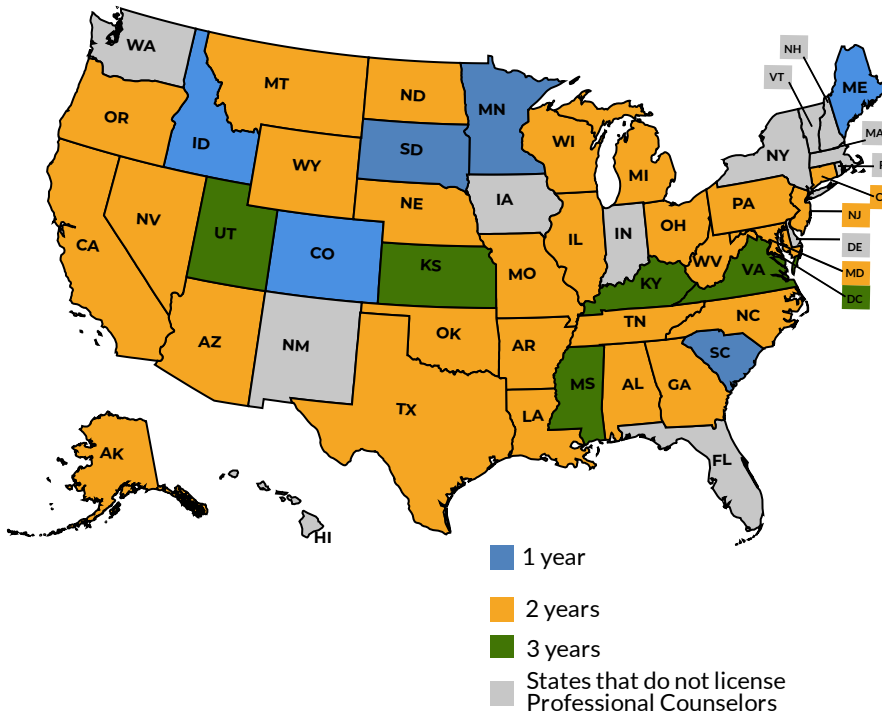 NH
WA
VT
ME
MT
ND
MN
OR
MA
ID
SD
WI
NY
WY
MI
IA
NE
PA
NV
OH
NJ
UT
IL
IN
CA
CO
DE
WV
KS
VA
MD
MO
KY
DC
NC
TN
OK
AZ
NM
AR
SC
MS
AL
GA
TX
LA
AK
FL
HI
1 year
2 years
3 years
States that do not license
Professional Counselors